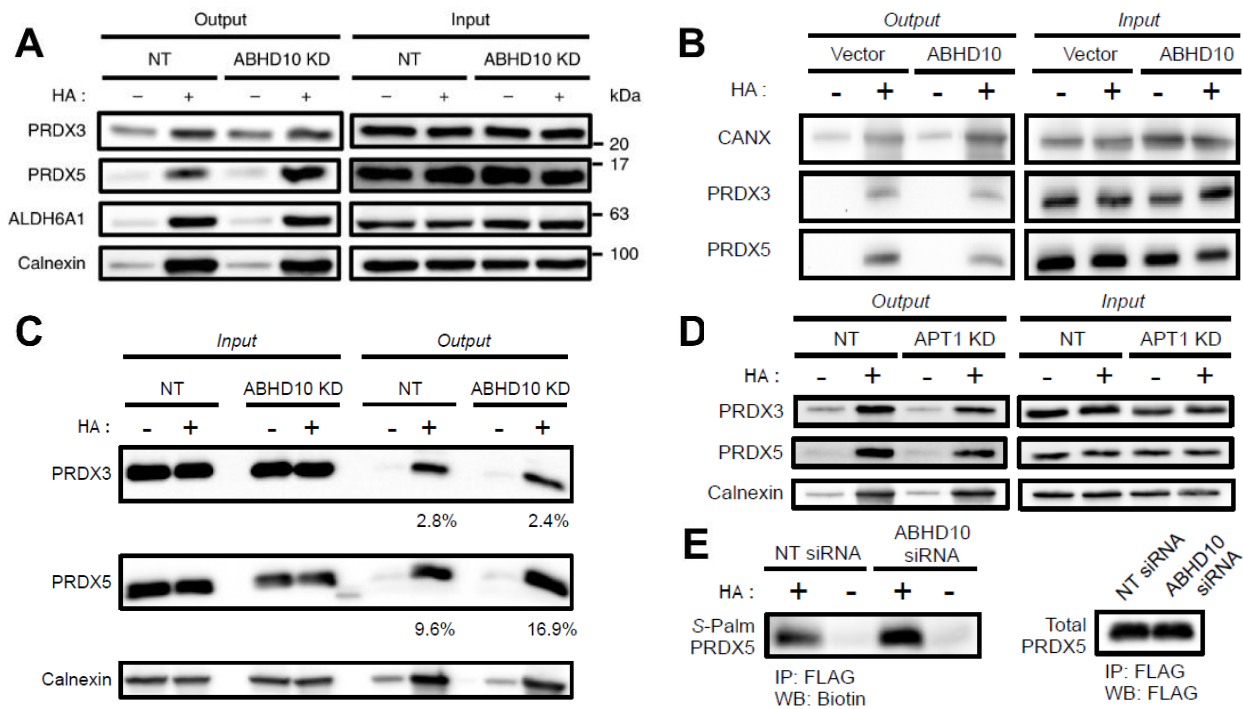 A
Output Input
NT ABHD10 KD NT ABHD10 KD
HA : – + – + – + – + kDa
PRDX3
20
PRDX5
17
ALDH6A1
63
Calnexin
100
B
Output Input
Vector ABHD10 Vector ABHD10
HA : - + - + - + - +
CANX
PRDX3
PRDX5
C
Input Output
NT ABHD10 KD NT ABHD10 KD
HA : - + - + - + - +
PRDX3
2.8% 2.4%
PRDX5
9.6% 16.9%
Calnexin
D
Output Input
NT APT1 KD NT APT1 KD
HA : - + - + - + - +
PRDX3
PRDX5
Calnexin
E
NT siRNA ABHD10
siRNA
HA : + - + -
S-Palm
PRDX5
IP: FLAG
WB: Biotin
NT siRNA
ABHD10
siRNA
Total
PRDX5
IP: FLAG
WB: FLAG